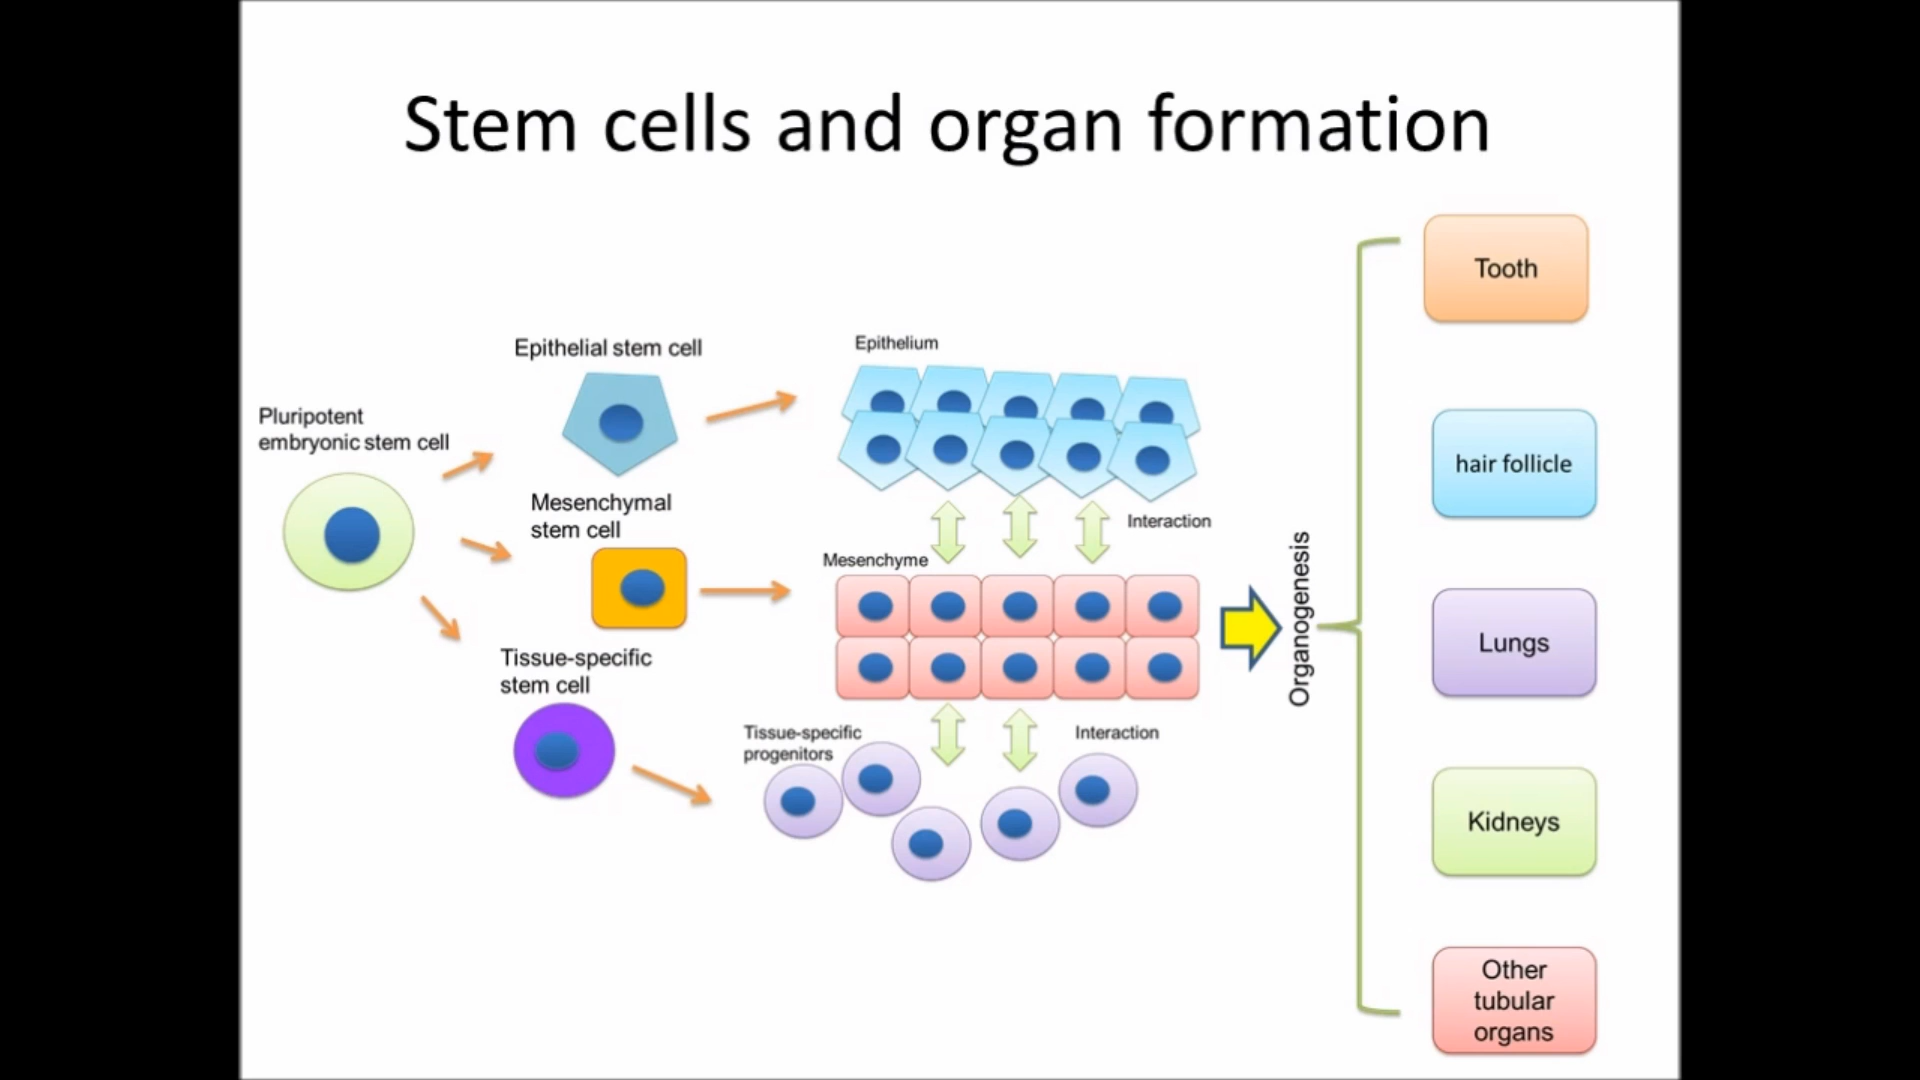 Stem cells and organ formation
Pluripotent
embryonic stem cell
Epithelial stem cell
Mesenchymal
stem cell
Tissue-specific
stem cell
Epithelium
Interaction
Mesenchyme
Tissue-specific
progenitors
Interaction
Organogenesis
Tooth
hair follicle
Lungs
Kidneys
Other
tubular
organs